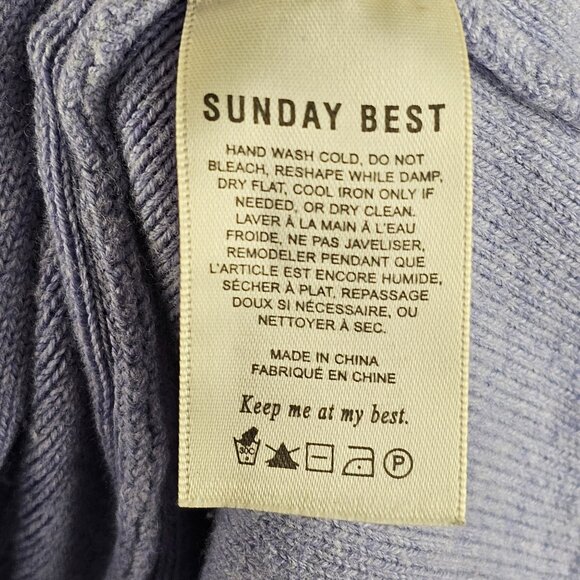 SUNDAY BEST
HAND WASH COLD, DO NOT
BLEACH, RESHAPE WHILE DAMP,
DRY FLAT, COOL IRON ONLY IF
NEEDED, OR DRY CLEAN.
LAVER À LA MAIN À L'EAU
FROIDE, NE PAS JAVELISER,
REMODELER PENDANT QUE
L'ARTICLE EST ENCORE HUMIDE,
SÉCHER À PLAT, REPASSAGE
DOUX SI NÉCESSAIRE, OU
NETTOYER À SEC.
MADE IN CHINA
FABRIQUÉ EN CHINE
Keep me at my best.
30C P